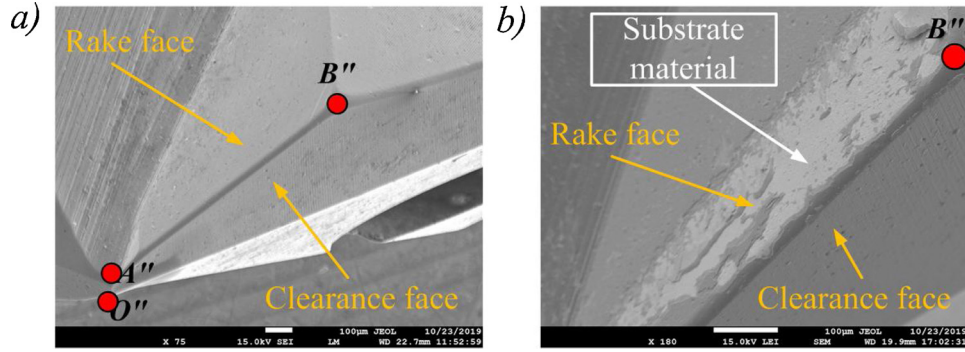 a)
Rake face
B"
A"
O"
Clearance face
100μm JEOL 10/23/2019
X 75 15.0kV SEI LM WD 22.7mm 11:52:59
b)
Substrate
material
B"
Rake face
Clearance face
100μm JEOL 10/23/2019
X 180 15.0kV LEI SEM WD 19.9mm 17:02:31